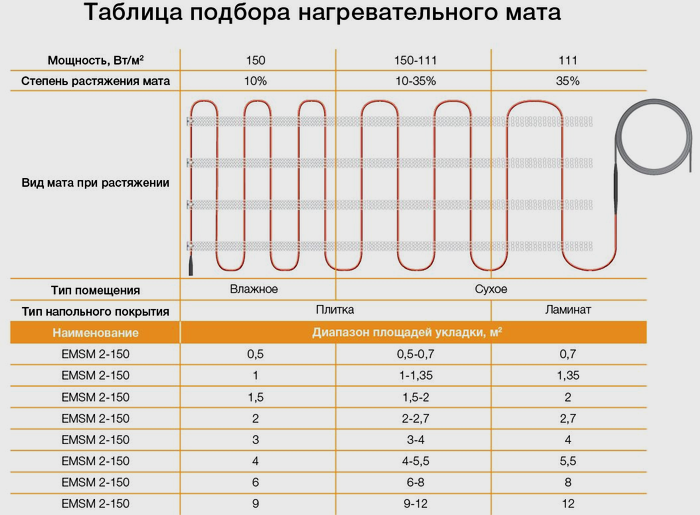 Таблица подбора нагревательного мата
Мощность, Вт/м² 150 150-111 111
Степень растяжения мата 10% 10-35% 35%
Вид мата при растяжении
Тип помещения Влажное Сухое
Тип напольного покрытия Плитка Ламинат
Наименование Диапазон площадей укладки, м²
EMSM 2-150 0,5 0,5-0,7 0,7
EMSM 2-150 1 1-1,35 1,35
EMSM 2-150 1,5 1,5-2 2
EMSM 2-150 2 2-2,7 2,7
EMSM 2-150 3 3-4 4
EMSM 2-150 4 4-5,5 5,5
EMSM 2-150 6 6-8 8
EMSM 2-150 9 9-12 12